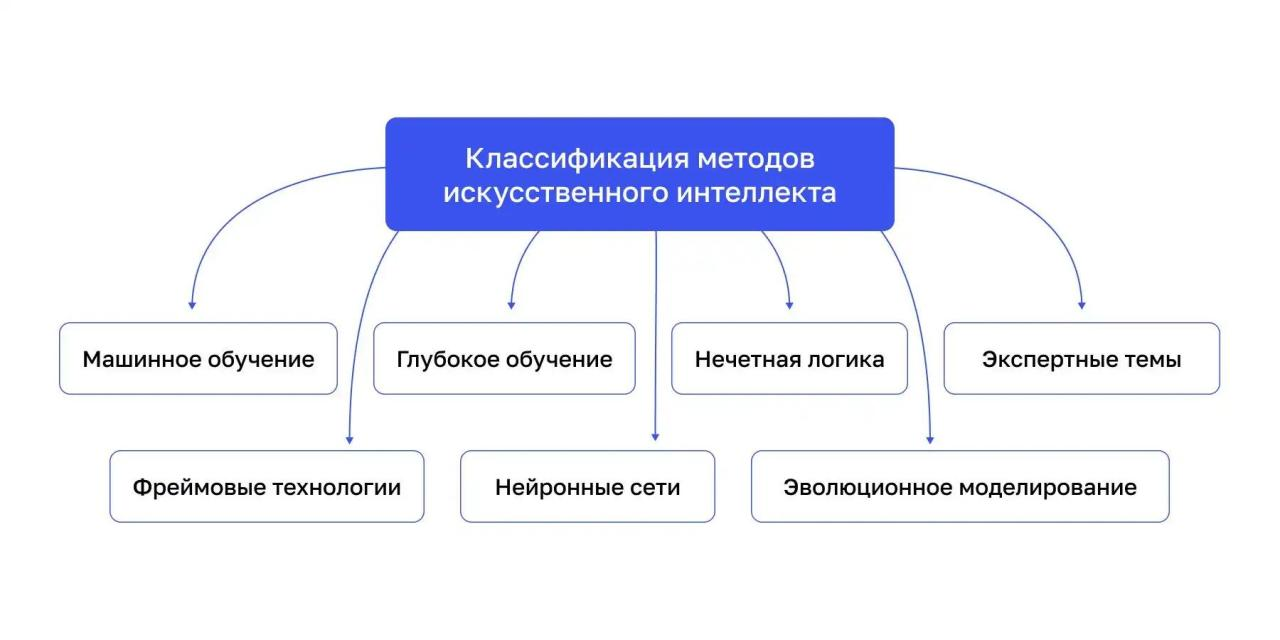 Классификация методов
искусственного интеллекта
Машинное обучение
Глубокое обучение
Нечетная логика
Экспертные темы
Фреймовые технологии
Нейронные сети
Эволюционное моделирование